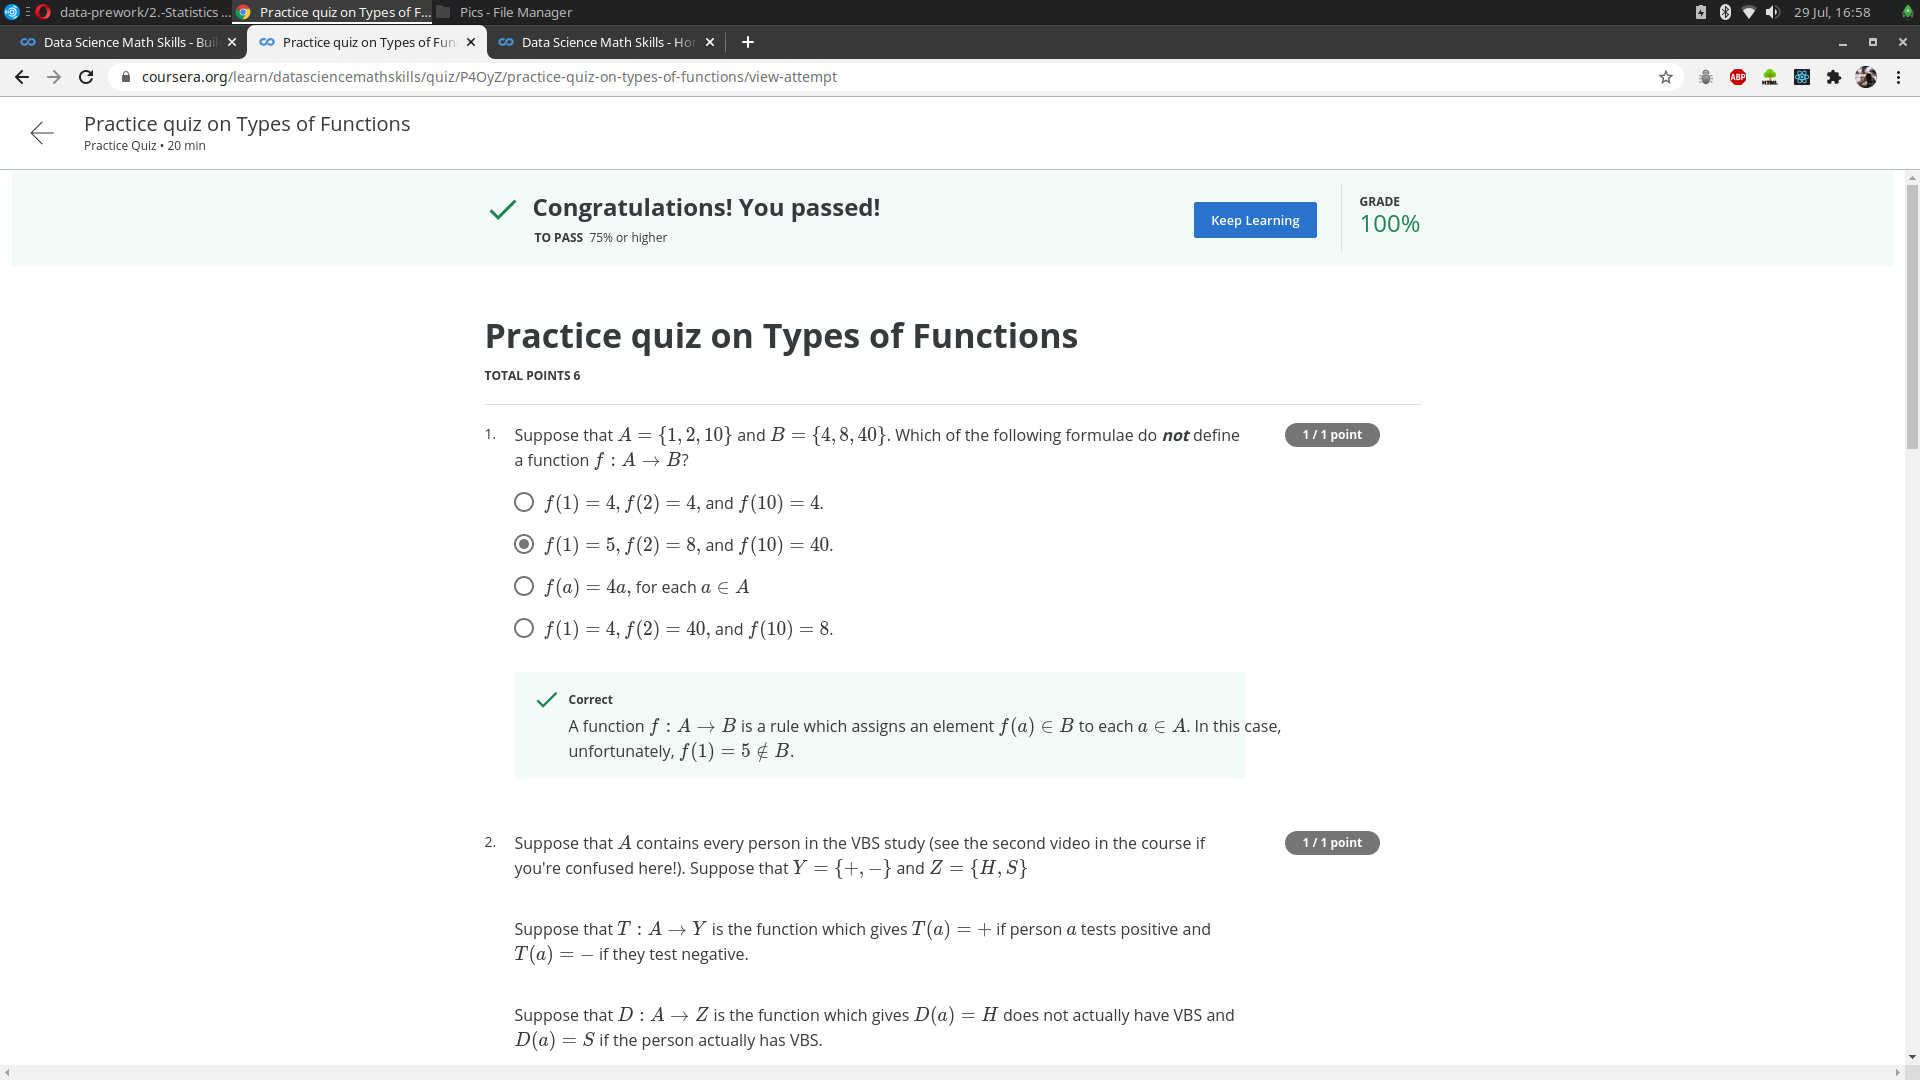 data-prework/2.-Statistics ...
Practice quiz on Types of F...
Pics - File Manager
29 Jul, 16:58
Data Science Math Skills - Bui
Practice quiz on Types of Fun
Data Science Math Skills - Hor
coursera.org/learn/datasciencemathskills/quiz/P4OyZ/practice-quiz-on-types-of-functions/view-attempt
ABP
HTML
Practice quiz on Types of Functions
Practice Quiz • 20 min
Congratulations! You passed!
TO PASS 75% or higher
Keep Learning
GRADE
100%
Practice quiz on Types of Functions
TOTAL POINTS 6
1. Suppose that A = {1, 2, 10} and B = {4, 8, 40}. Which of the following formulae do not define
a function f : A → B?
1 / 1 point
f(1) = 4, f(2) = 4, and f(10) = 4.
f(1) = 5, f(2) = 8, and f(10) = 40.
f(a) = 4a, for each a ∈ A
f(1) = 4, f(2) = 40, and f(10) = 8.
Correct
A function f : A → B is a rule which assigns an element f(a) ∈ B to each a ∈ A. In this case,
unfortunately, f(1) = 5 ∉ B.
2. Suppose that A contains every person in the VBS study (see the second video in the course if
you're confused here!). Suppose that Y = {+, −} and Z = {H, S}
1 / 1 point
Suppose that T : A → Y is the function which gives T(a) = + if person a tests positive and
T(a) = − if they test negative.
Suppose that D : A → Z is the function which gives D(a) = H does not actually have VBS and
D(a) = S if the person actually has VBS.